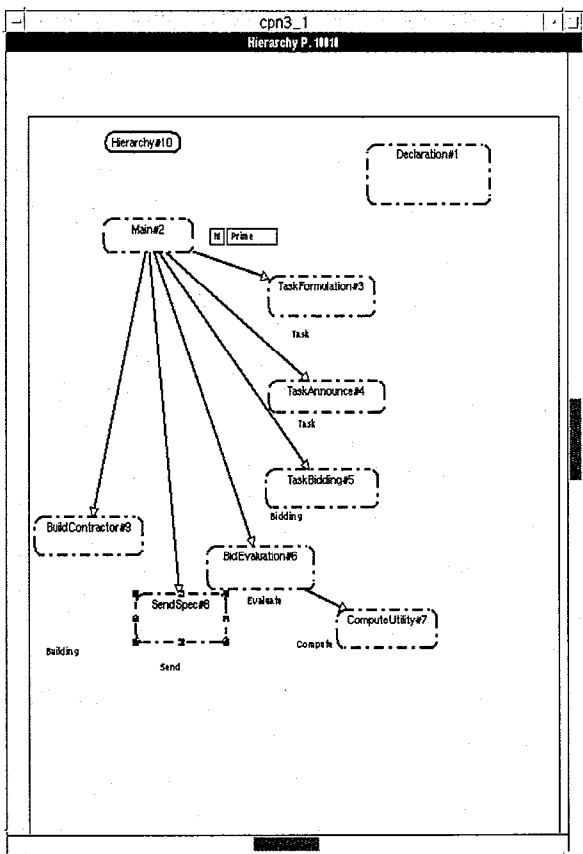 cpn3_1
Hierarchy P. 10010
Hierarchy#10
Declaration#1
Main#2
M Prime
TaskFormulation#3
Task
TaskAnnounce#4
Task
TaskBidding#5
Bidding
BuildContractor#9
BidEvaluation#6
Evaluate
SendSpec#8
ComputeUtility#7
Compute
Building
Send